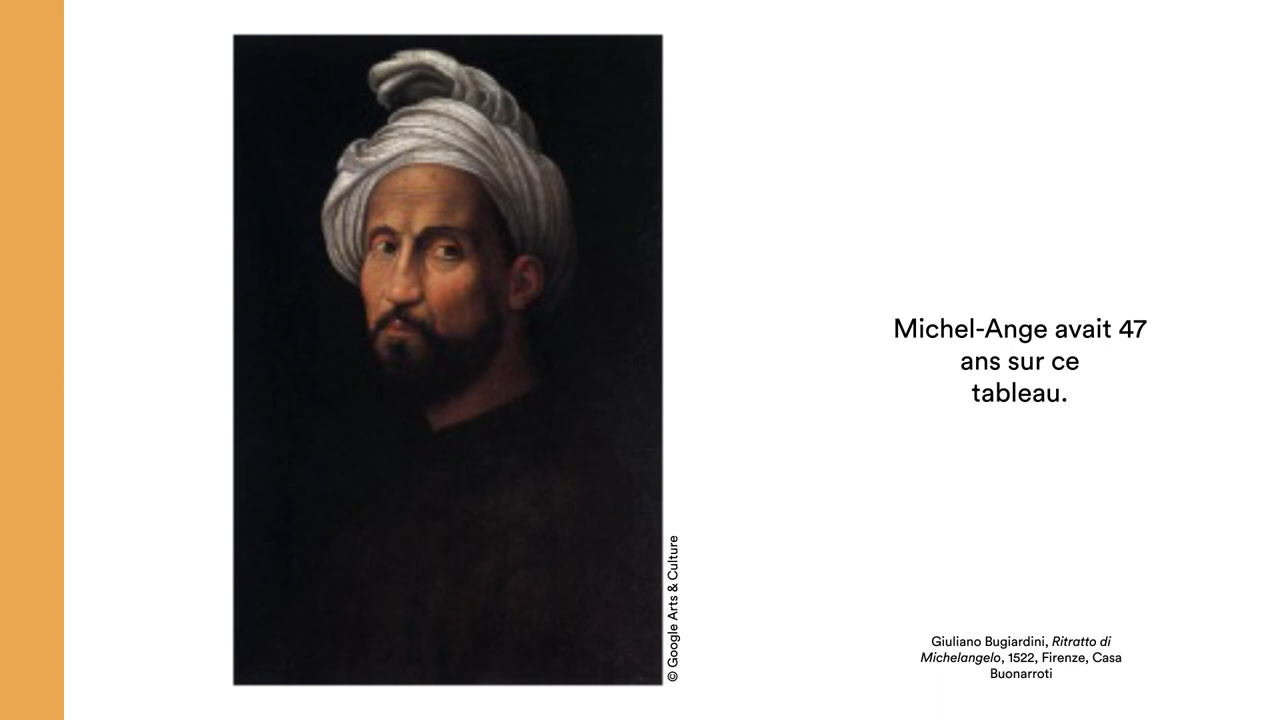 Michel-Ange avait 47
ans sur ce
tableau.
© Google Arts & Culture
Giuliano Bugiardini, Ritratto di
Michelangelo, 1522, Firenze, Casa
Buonarroti